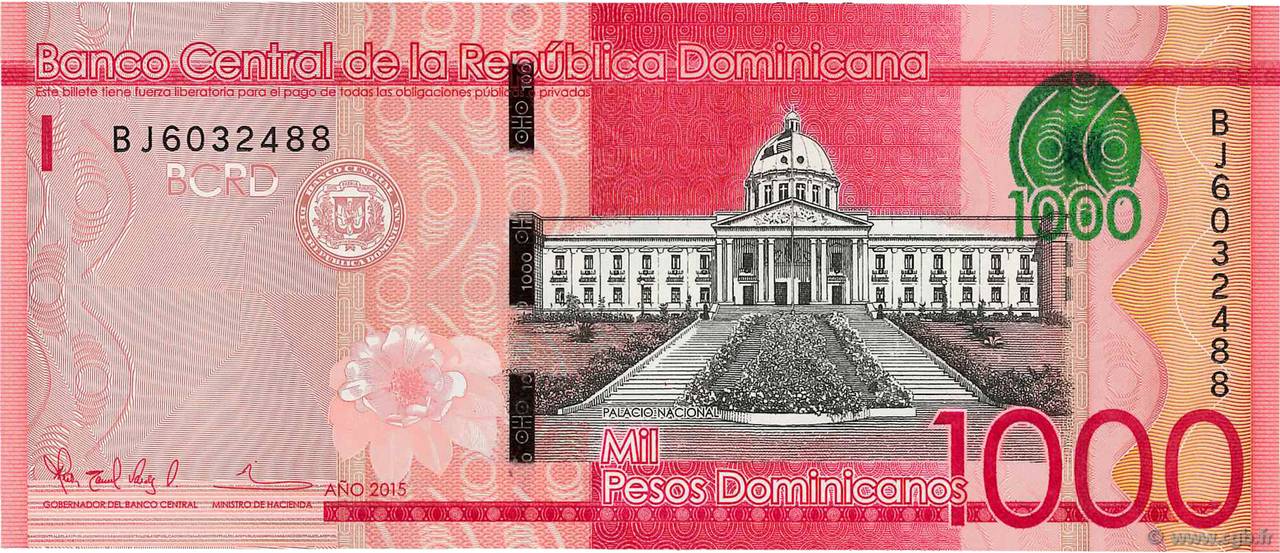 Banco Central de la República Dominicana
Este billete tiene fuerza liberatoria para el pago de todas las obligaciones públicas o privadas
BJ6032488
BCRD
BANCO CENTRAL
REPUBLICA DOMINICANA
1000
BJ6032488
1000
PALACIO NACIONAL
Mil
Pesos Dominicanos
1000
AÑO 2015
GOBERNADOR DEL BANCO CENTRAL
MINISTRO DE HACIENDA
© www.cgb.fr